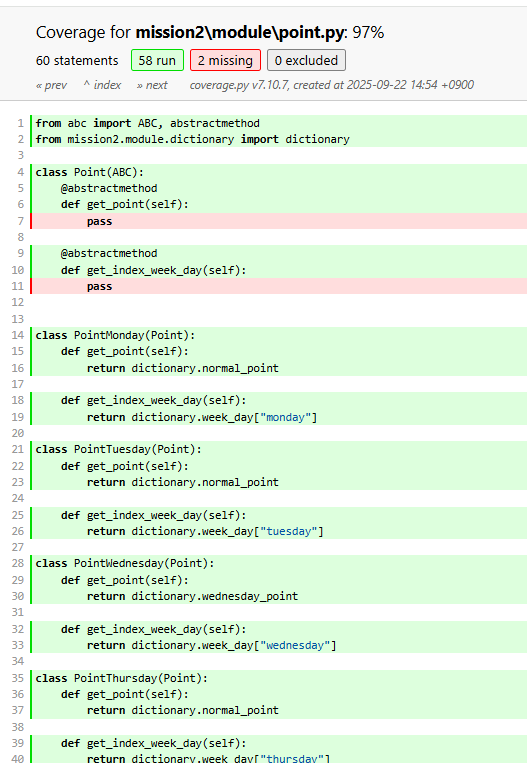 Coverage for mission2\module\point.py: 97%
60 statements 58 run 2 missing 0 excluded
« prev ^ index » next coverage.py v7.10.7, created at 2025-09-22 14:54 +0900
1 from abc import ABC, abstractmethod
2 from mission2.module.dictionary import dictionary
3
4 class Point(ABC):
5     @abstractmethod
6     def get_point(self):
7         pass
8
9     @abstractmethod
10     def get_index_week_day(self):
11         pass
12
13
14 class PointMonday(Point):
15     def get_point(self):
16         return dictionary.normal_point
17
18     def get_index_week_day(self):
19         return dictionary.week_day["monday"]
20
21 class PointTuesday(Point):
22     def get_point(self):
23         return dictionary.normal_point
24
25     def get_index_week_day(self):
26         return dictionary.week_day["tuesday"]
27
28 class PointWednesday(Point):
29     def get_point(self):
30         return dictionary.wednesday_point
31
32     def get_index_week_day(self):
33         return dictionary.week_day["wednesday"]
34
35 class PointThursday(Point):
36     def get_point(self):
37         return dictionary.normal_point
38
39     def get_index_week_day(self):
40         return dictionary.week_day["thursday"]